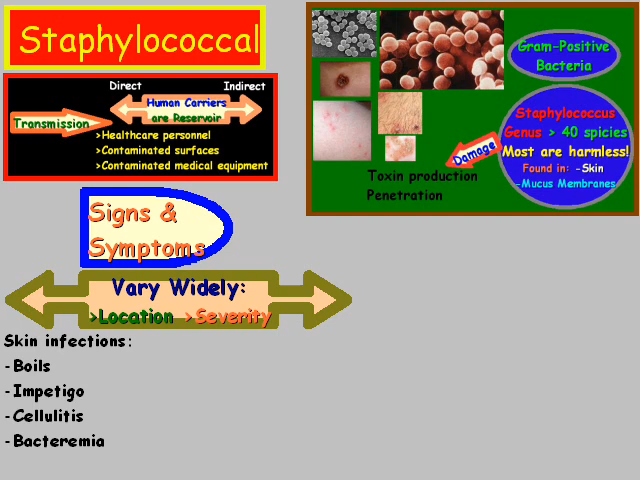 Staphylococcal
Direct
Indirect
Human Carriers
are Reservoir
Transmission
>Healthcare personnel
>Contaminated surfaces
>Contaminated medical equipment
Gram-Positive
Bacteria
Staphylococcus
Genus > 40 spicies
Most are harmless!
Found in: -Skin
-Mucus Membranes
Damage
Toxin production
Penetration
Signs &
Symptoms
Vary Widely:
>Location >Severity
Skin infections:
-Boils
-Impetigo
-Cellulitis
-Bacteremia